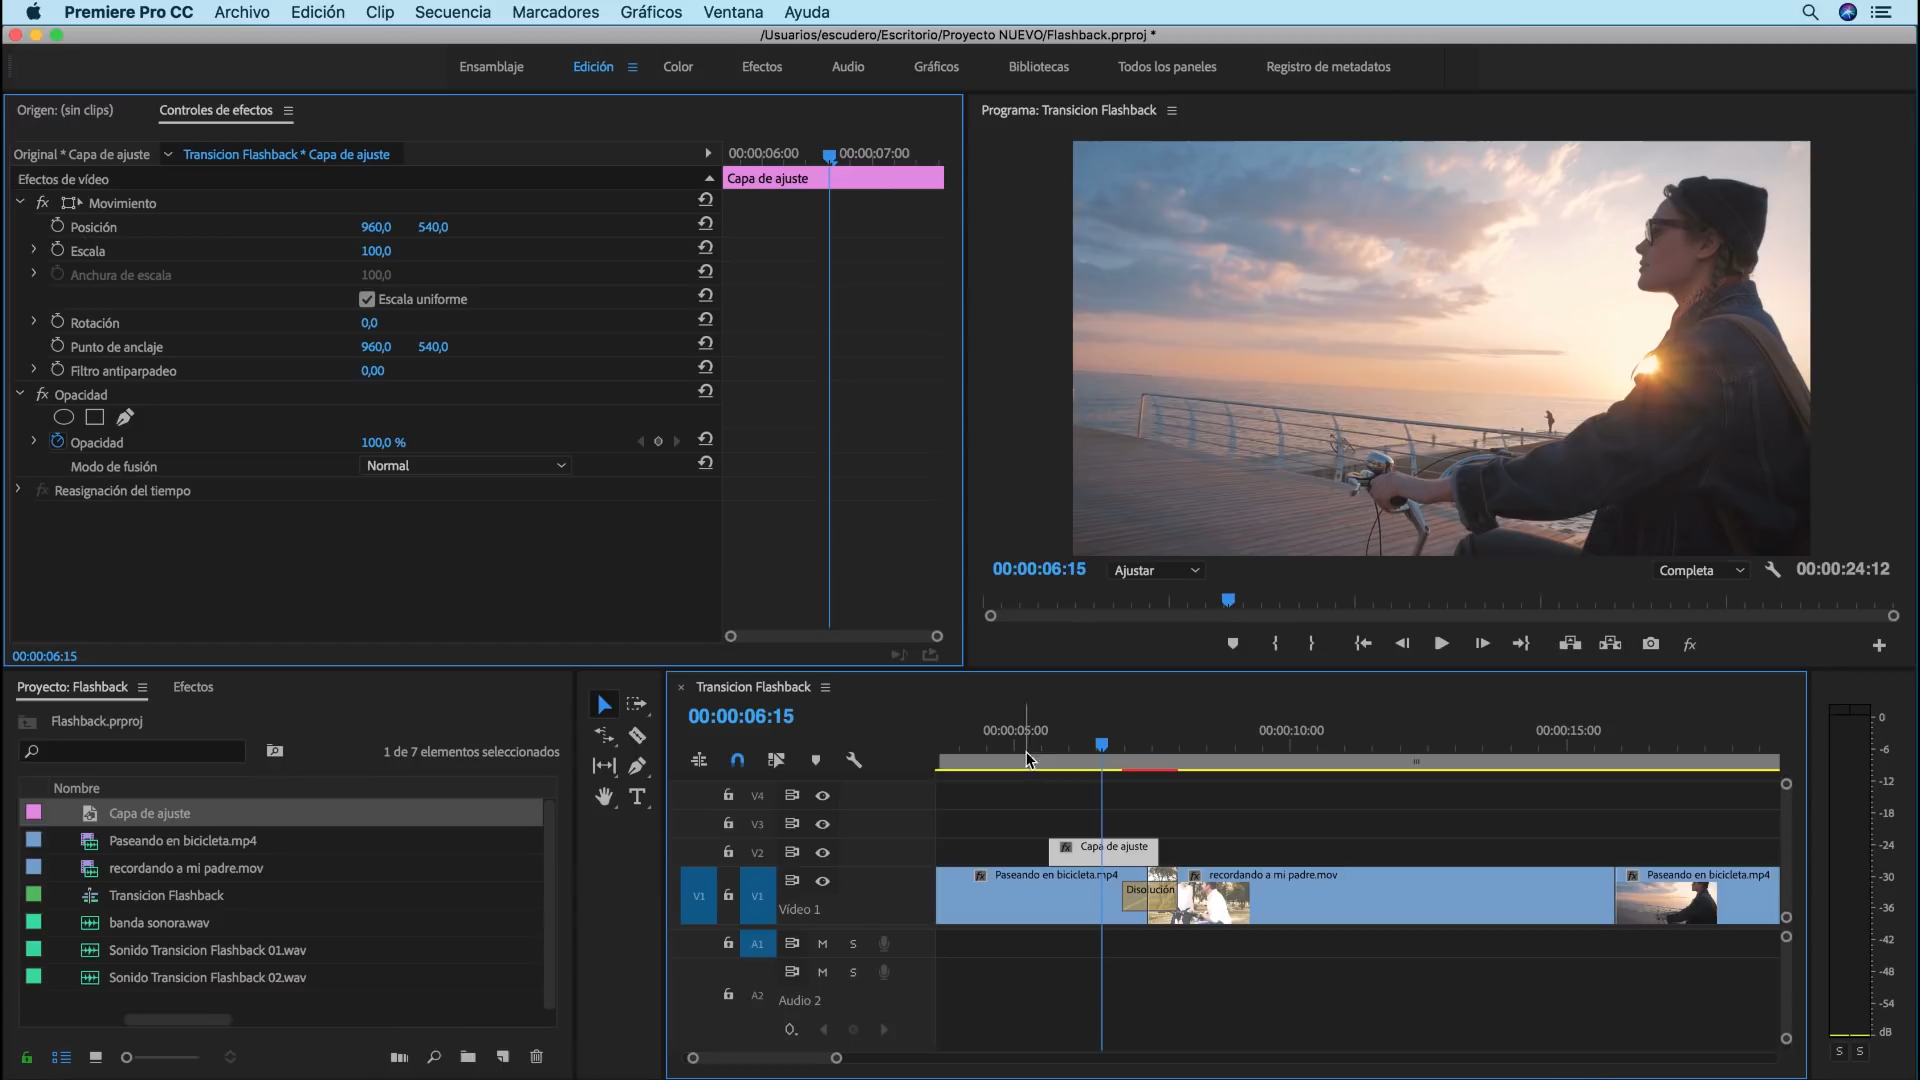 Premiere Pro CC Archivo Edición Clip Secuencia Marcadores Gráficos Ventana Ayuda
/Usuarios/escudero/Escritorio/Proyecto NUEVO/Flashback.prproj *
Ensamblaje Edición Color Efectos Audio Gráficos Bibliotecas Todos los paneles Registro de metadatos
Origen: (sin clips) Controles de efectos
Original * Capa de ajuste Transicion Flashback * Capa de ajuste
00:00:06:00 00:00:07:00
Efectos de vídeo
Capa de ajuste
fx Movimiento
Posición 960,0 540,0
Escala 100,0
Anchura de escala 100,0
Escala uniforme
Rotación 0,0
Punto de anclaje 960,0 540,0
Filtro antiparpadeo 0,00
fx Opacidad
Opacidad 100,0 %
Modo de fusión Normal
fx Reasignación del tiempo
00:00:06:15
Programa: Transicion Flashback
00:00:06:15 Ajustar Completa 00:00:24:12
fx
Proyecto: Flashback Efectos
Flashback.prproj
1 de 7 elementos seleccionados
Nombre
Capa de ajuste
Paseando en bicicleta.mp4
recordando a mi padre.mov
Transicion Flashback
banda sonora.wav
Sonido Transicion Flashback 01.wav
Sonido Transicion Flashback 02.wav
T
× Transicion Flashback
00:00:06:15
00:00:05:00 00:00:10:00 00:00:15:00
V4
V3
V2
fx Capa de ajuste
V1 V1
Vídeo 1
fx Paseando en bicicleta.mp4
Disolución
fx recordando a mi padre.mov
fx Paseando en bicicleta.mp4
A1 M S
M S
A2 Audio 2
0
-6
-12
-18
-24
-30
-36
-42
-48
-54
dB
S S